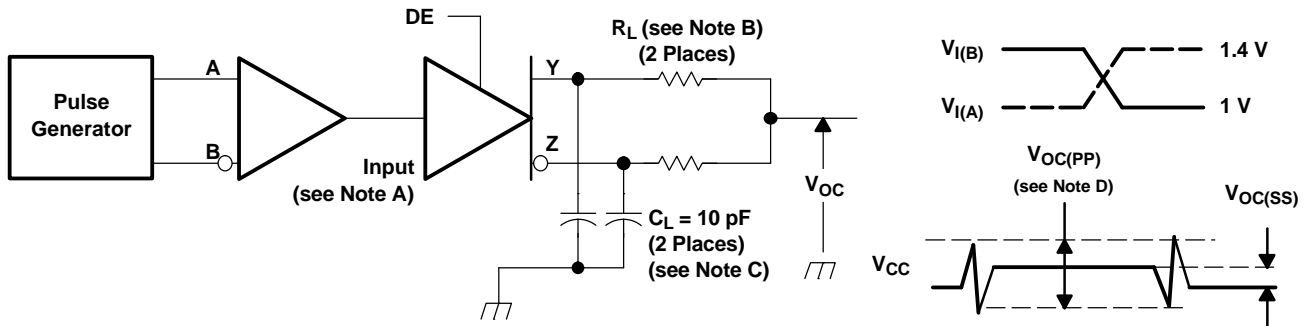 DE
Pulse
Generator
A
B
Input
(see Note A)
Y
Z
RL (see Note B)
(2 Places)
CL = 10 pF
(2 Places)
(see Note C)
VOC
VI(B)
VI(A)
1.4 V
1 V
VOC(PP)
(see Note D)
VOC(SS)
VCC